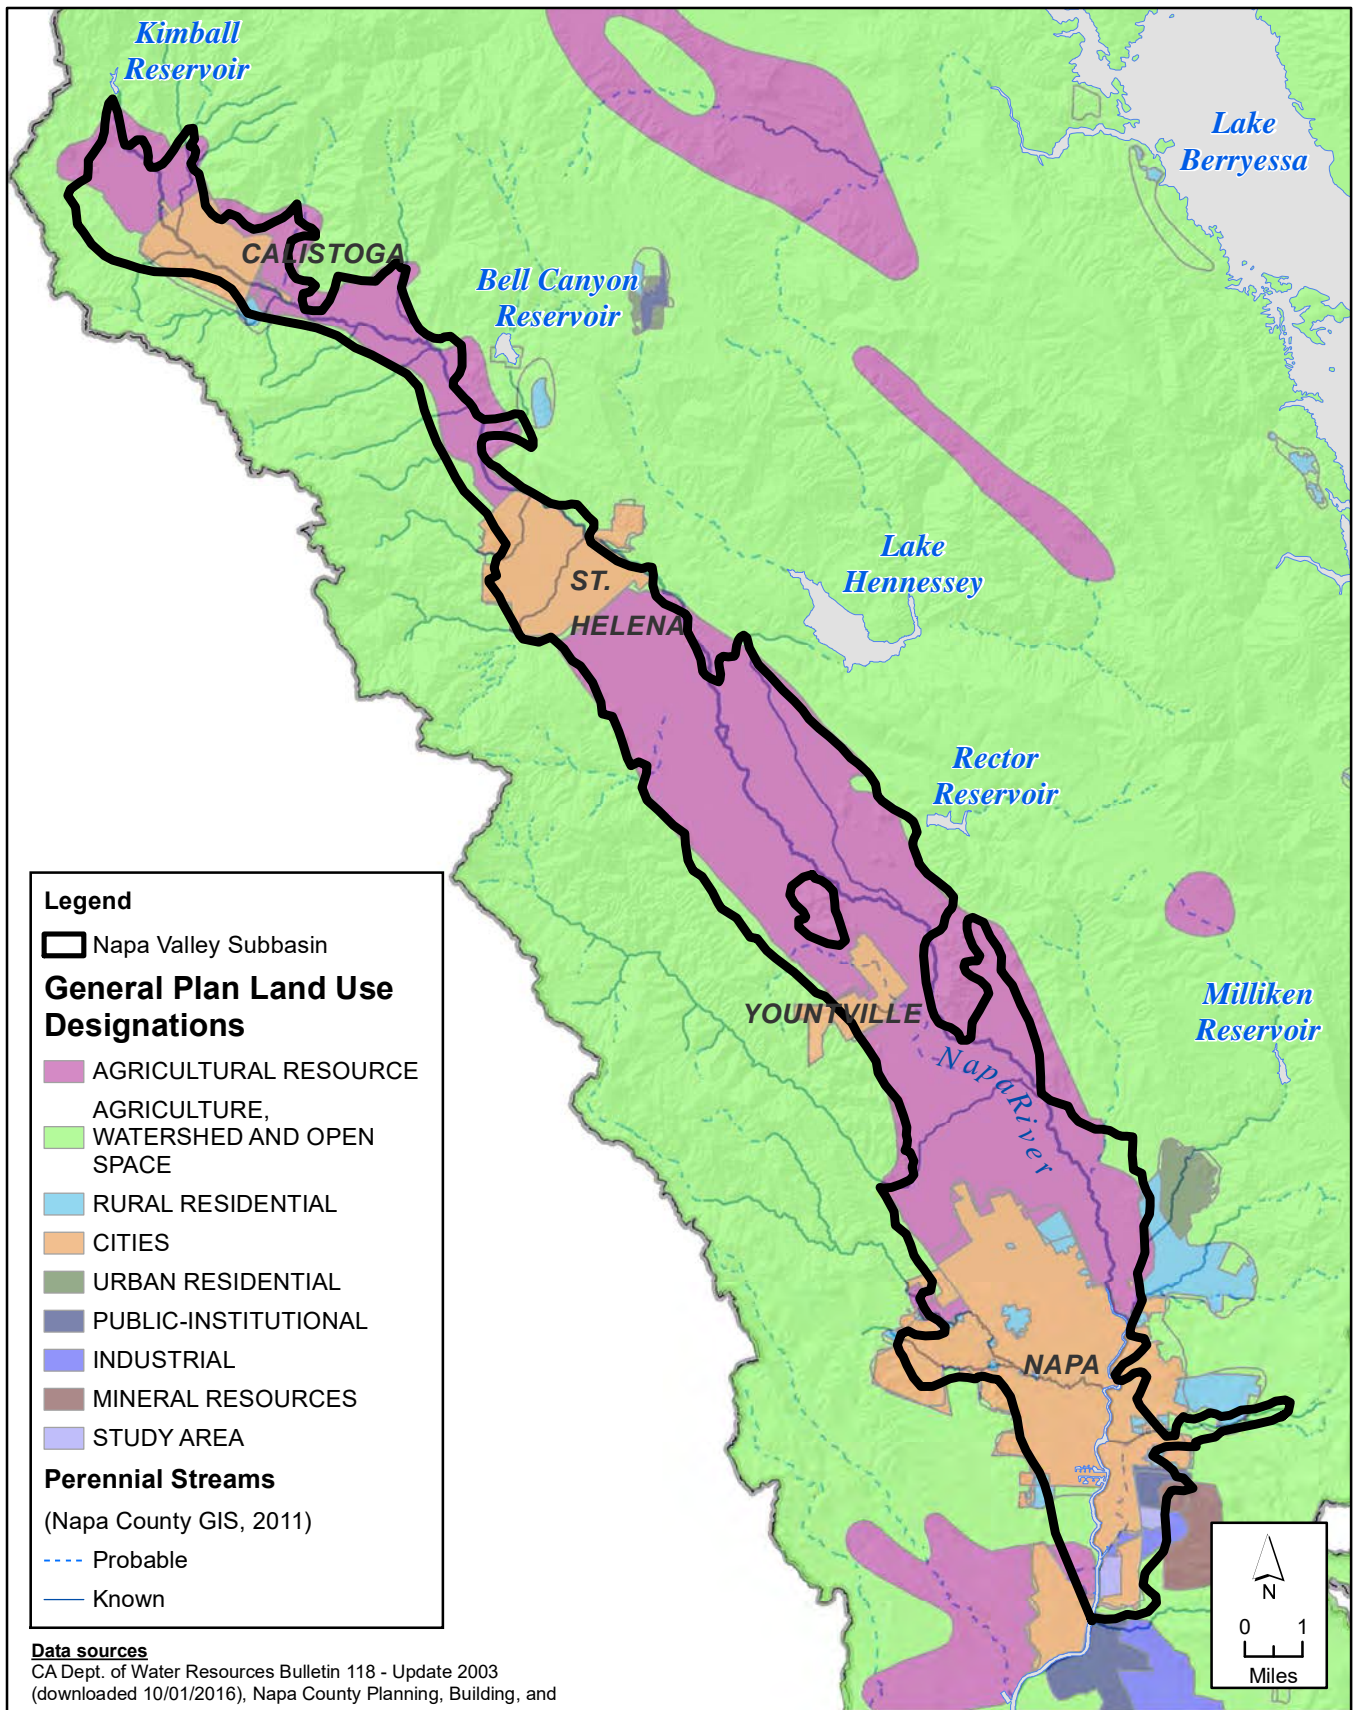 Kimball
Reservoir
Lake
Berryessa
CALISTOGA
Bell Canyon
Reservoir
Lake
Hennessey
ST.
HELENA
Rector
Reservoir
Milliken
Reservoir
YOUNTVILLE
Napa River
NAPA
Legend
Napa Valley Subbasin
General Plan Land Use
Designations
AGRICULTURAL RESOURCE
AGRICULTURE,
WATERSHED AND OPEN
SPACE
RURAL RESIDENTIAL
CITIES
URBAN RESIDENTIAL
PUBLIC-INSTITUTIONAL
INDUSTRIAL
MINERAL RESOURCES
STUDY AREA
Perennial Streams
(Napa County GIS, 2011)
Probable
Known
N
0 1
Miles
Data sources
CA Dept. of Water Resources Bulletin 118 - Update 2003
(downloaded 10/01/2016), Napa County Planning, Building, and